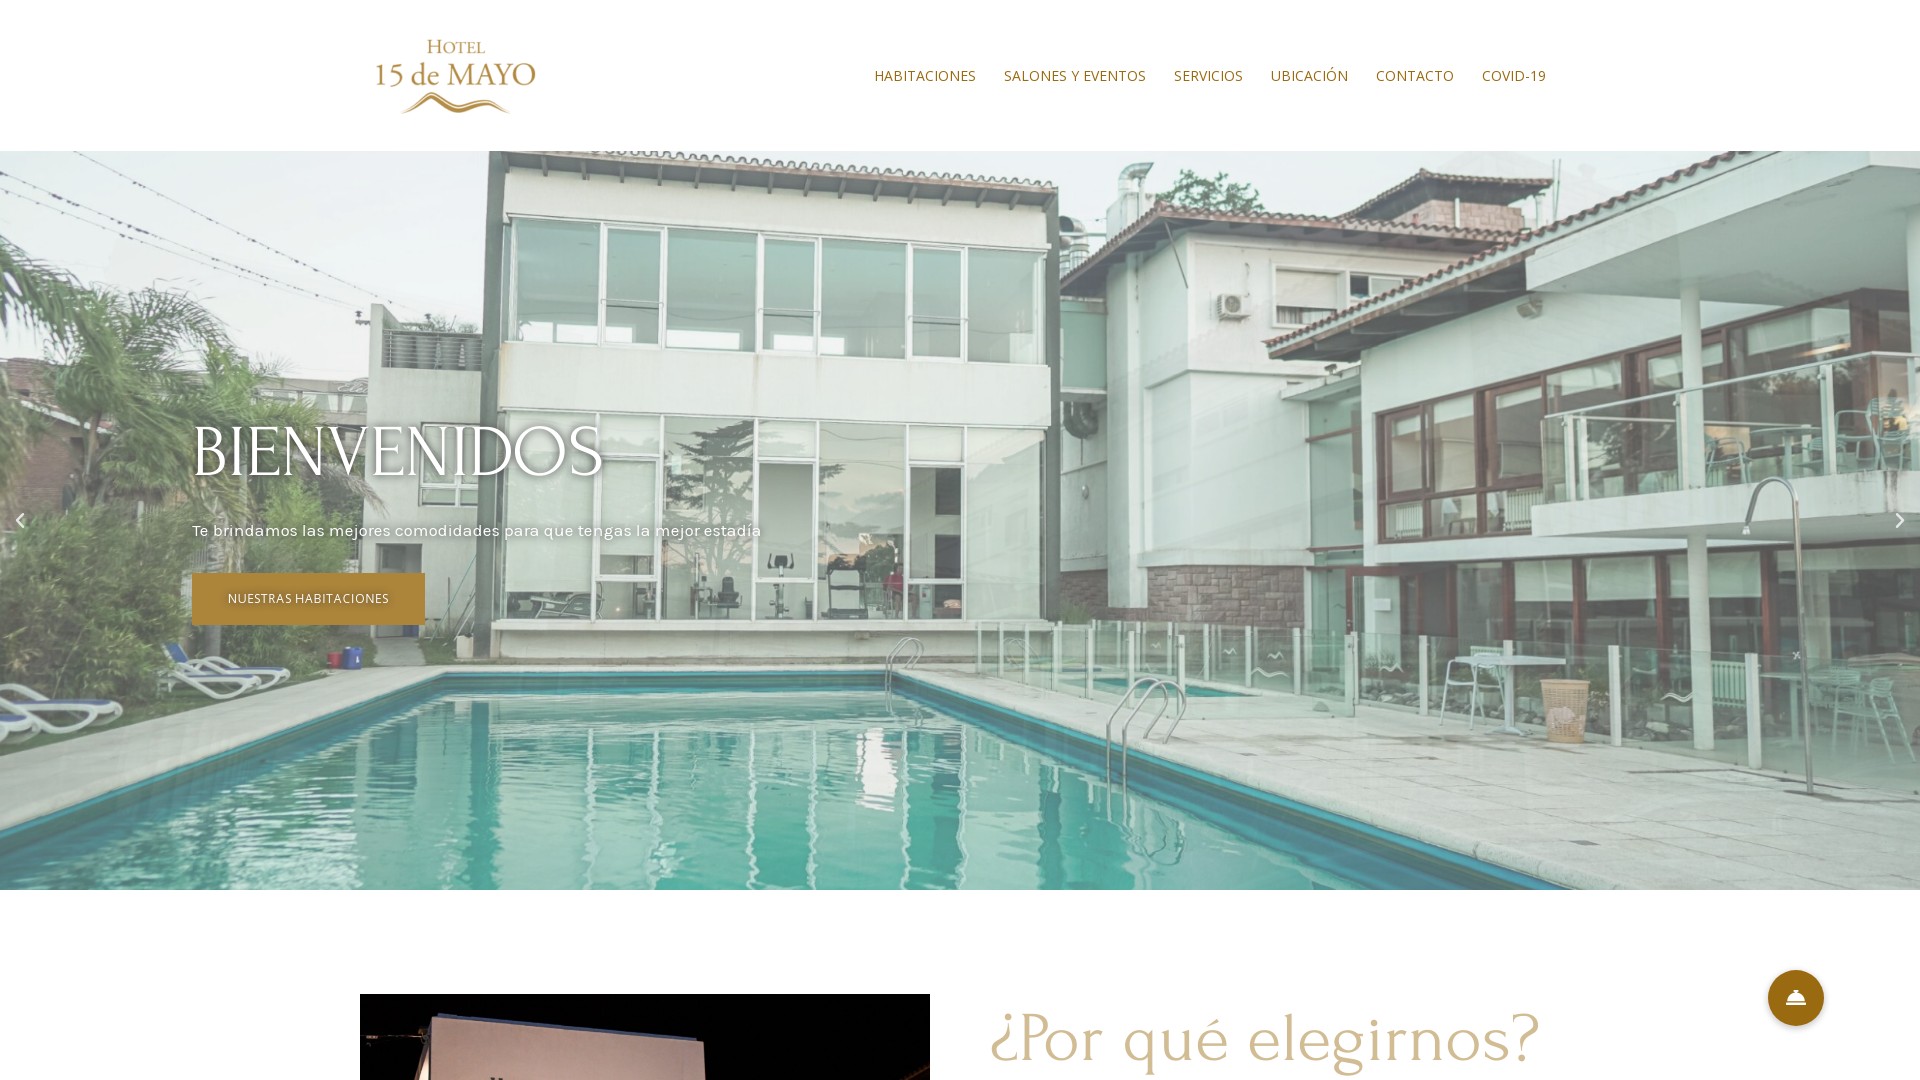 HOTEL
15 de MAYO
HABITACIONES
SALONES Y EVENTOS
SERVICIOS
UBICACIÓN
CONTACTO
COVID-19
BIENVENIDOS
Te brindamos las mejores comodidades para que tengas la mejor estadía
NUESTRAS HABITACIONES
¿Por qué elegirnos?